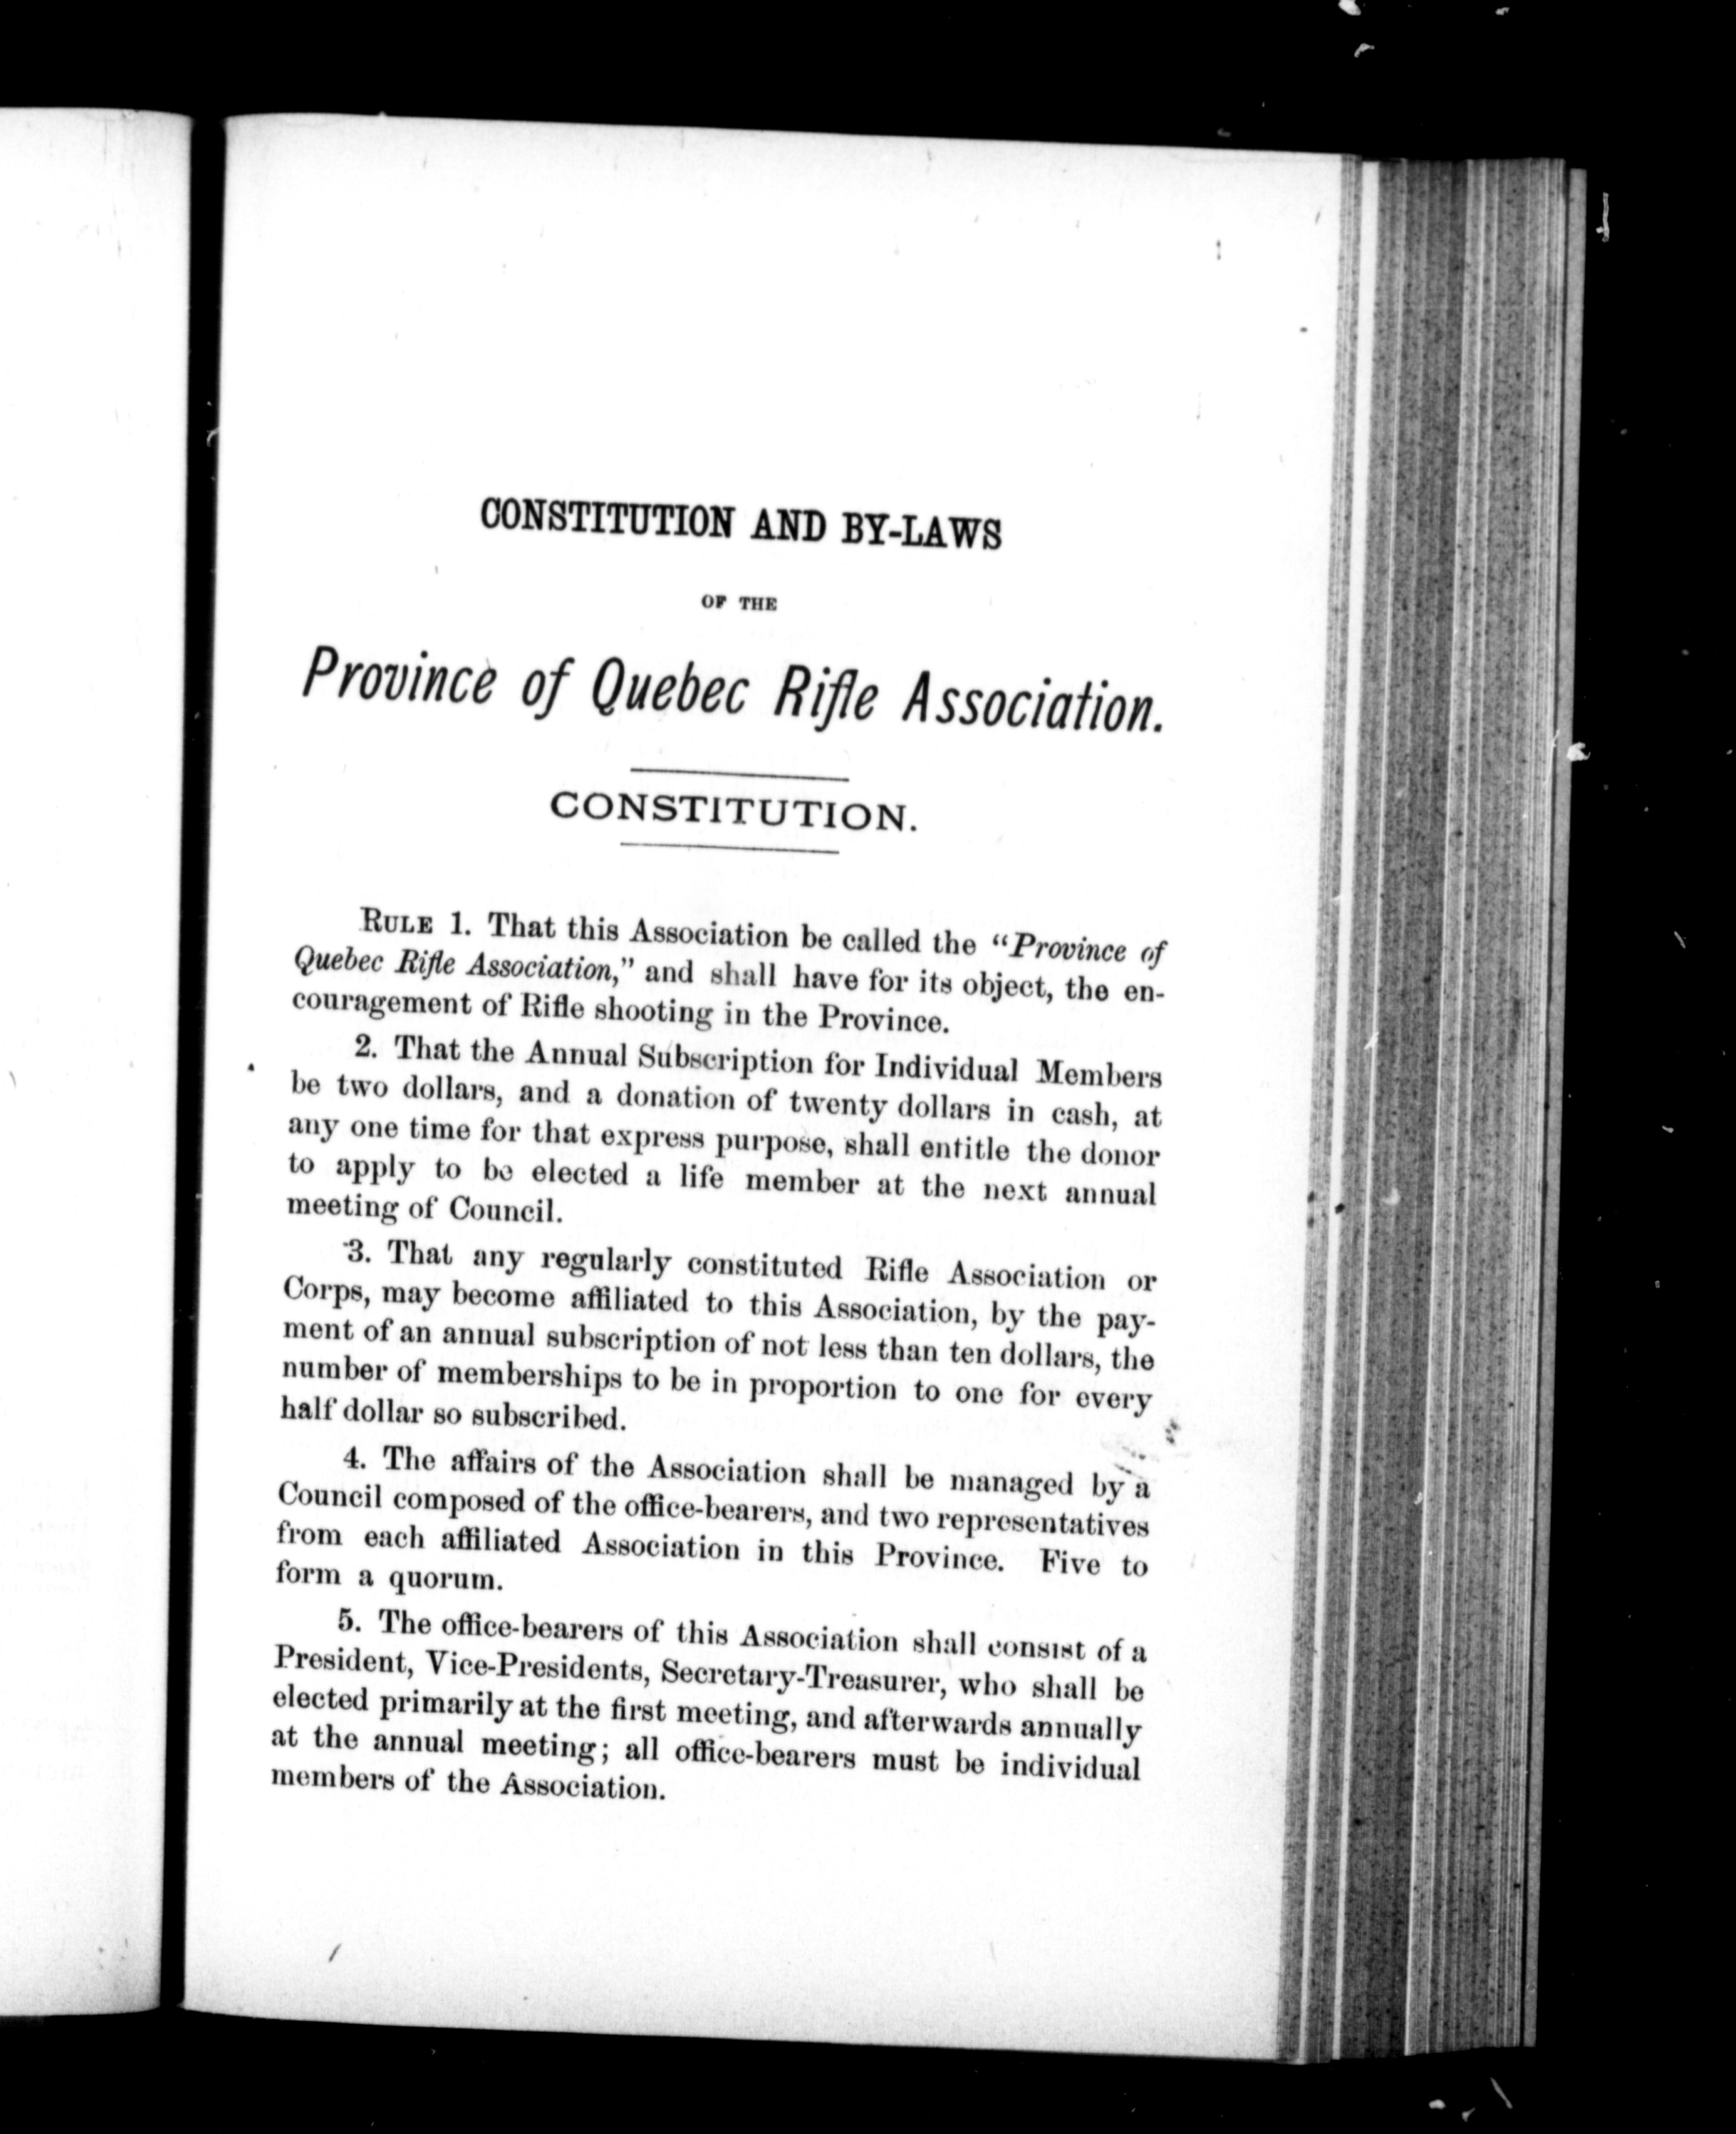 CONSTITUTION AND BY-LAWS
OF THE
Province of Quebec Rifle Association.
CONSTITUTION.
RULE 1. That this Association be called the "Province of
Quebec Rifle Association," and shall have for its object, the en-
couragement of Rifle shooting in the Province.
2. That the Annual Subscription for Individual Members
be two dollars, and a donation of twenty dollars in cash, at
any one time for that express purpose, shall entitle the donor
to apply to be elected a life member at the next annual
meeting of Council.
3. That any regularly constituted Rifle Association or
Corps, may become affiliated to this Association, by the pay-
ment of an annual subscription of not less than ten dollars, the
number of memberships to be in proportion to one for every
half dollar so subscribed.
4. The affairs of the Association shall be managed by a
Council composed of the office-bearers, and two representatives
from each affiliated Association in this Province. Five to
form a quorum.
5. The office-bearers of this Association shall consist of a
President, Vice-Presidents, Secretary-Treasurer, who shall be
elected primarily at the first meeting, and afterwards annually
at the annual meeting; all office-bearers must be individual
members of the Association.